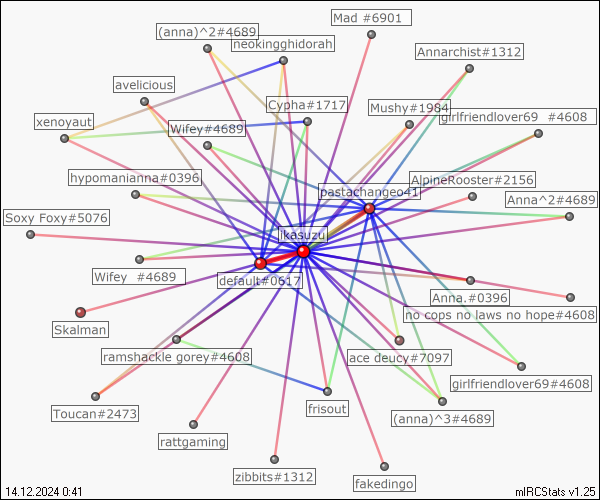 Mad #6901
(anna)^2#4689
neokingghidorah
Annarchist#1312
avelicious
Cypha#1717
Mushy#1984
girlfriendlover69 #4608
xenoyaut
Wifey#4689
hypomanianna#0396
pastachangeo41
AlpineRooster#2156
Anna^2#4689
Soxy Foxy#5076
jkasuzu
Wifey #4689
default#0617
Anna.#0396
no cops no laws no hope#4608
Skalman
ramshackle gorey#4608
ace deucy#7097
girlfriendlover69#4608
Toucan#2473
frisout
(anna)^3#4689
rattgaming
zibbits#1312
fakedingo
14.12.2024 0:41
mIRCStats v1.25